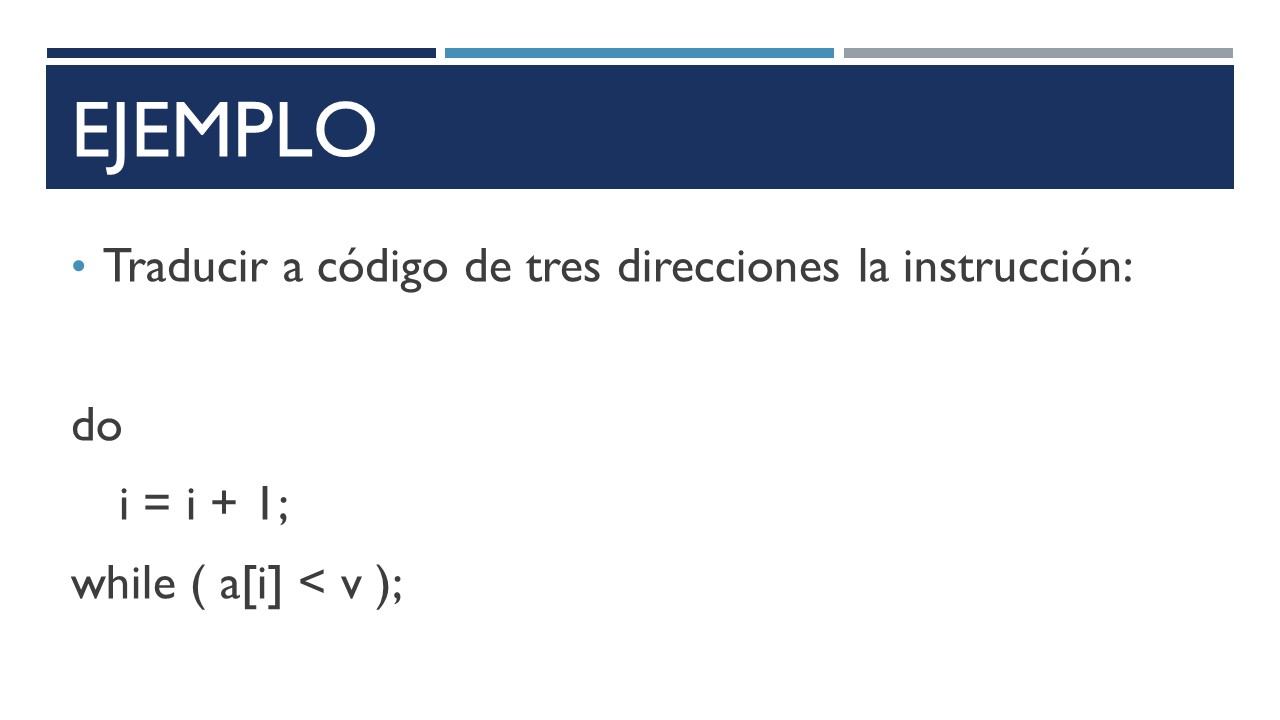 EJEMPLO
• Traducir a código de tres direcciones la instrucción:
do
i = i + 1;
while ( a[i] < v );